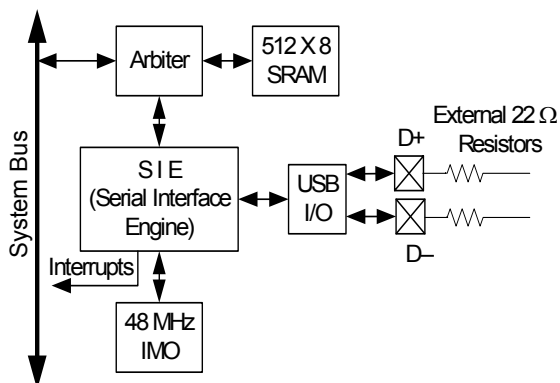 System Bus
Arbiter
512 X 8
SRAM
External 22 Ω
Resistors
D+
S I E
(Serial Interface
Engine)
USB
I/O
D–
Interrupts
48 MHz
IMO